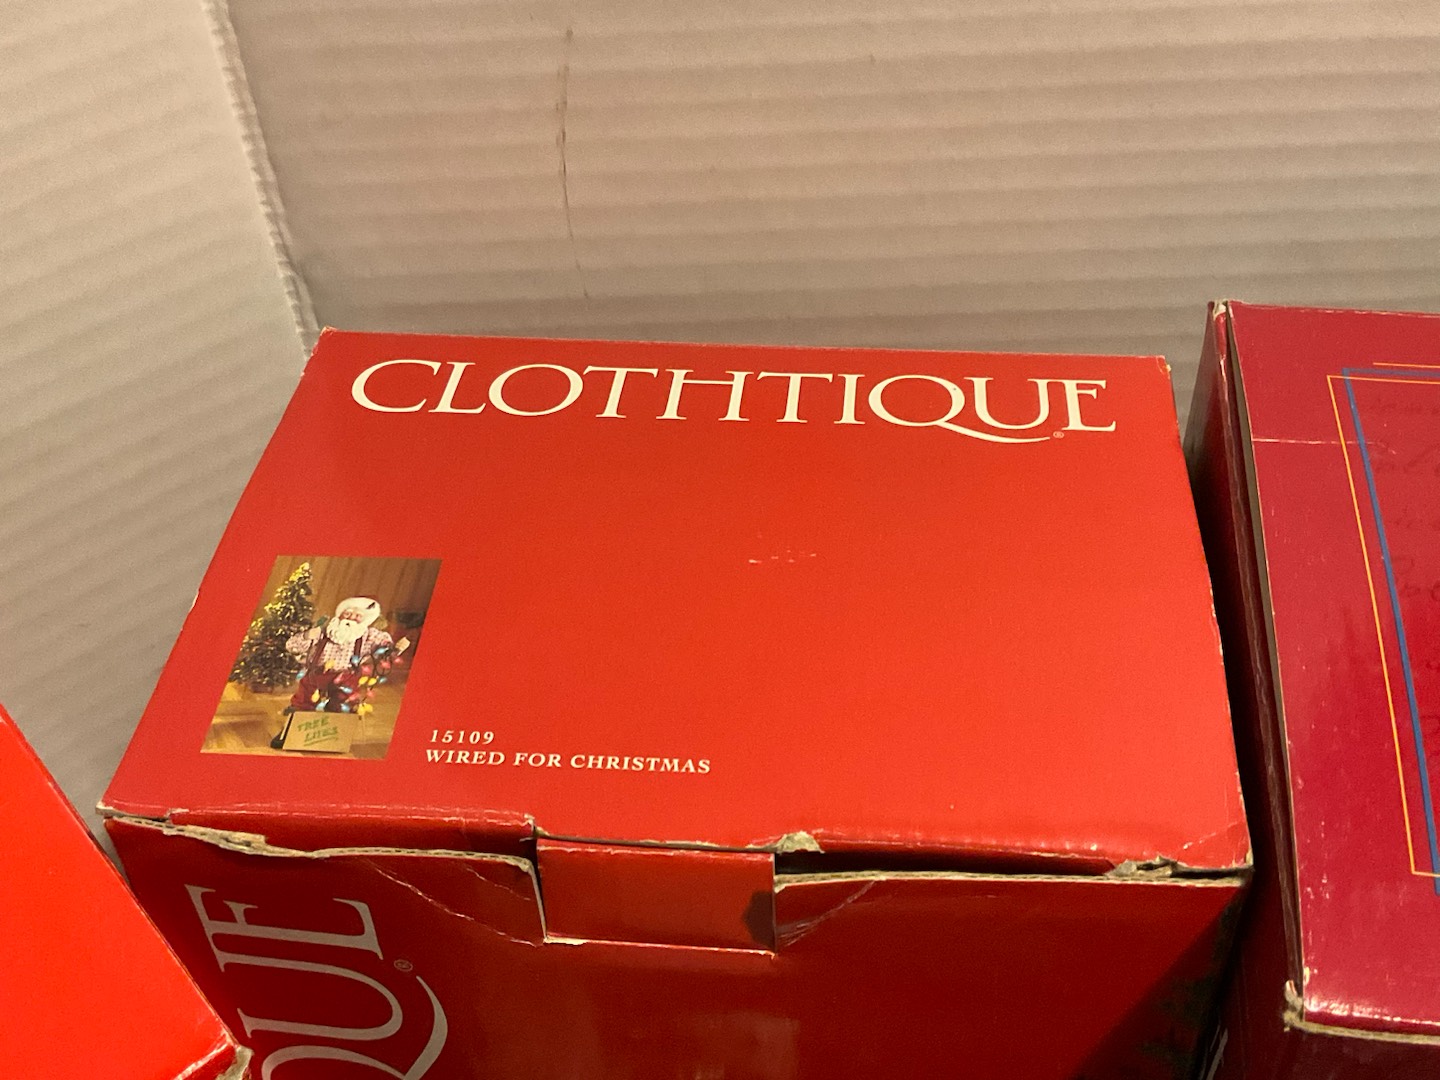 CLOTHTIQUE®
TREE
LITES
15109
WIRED FOR CHRISTMAS
QUE®